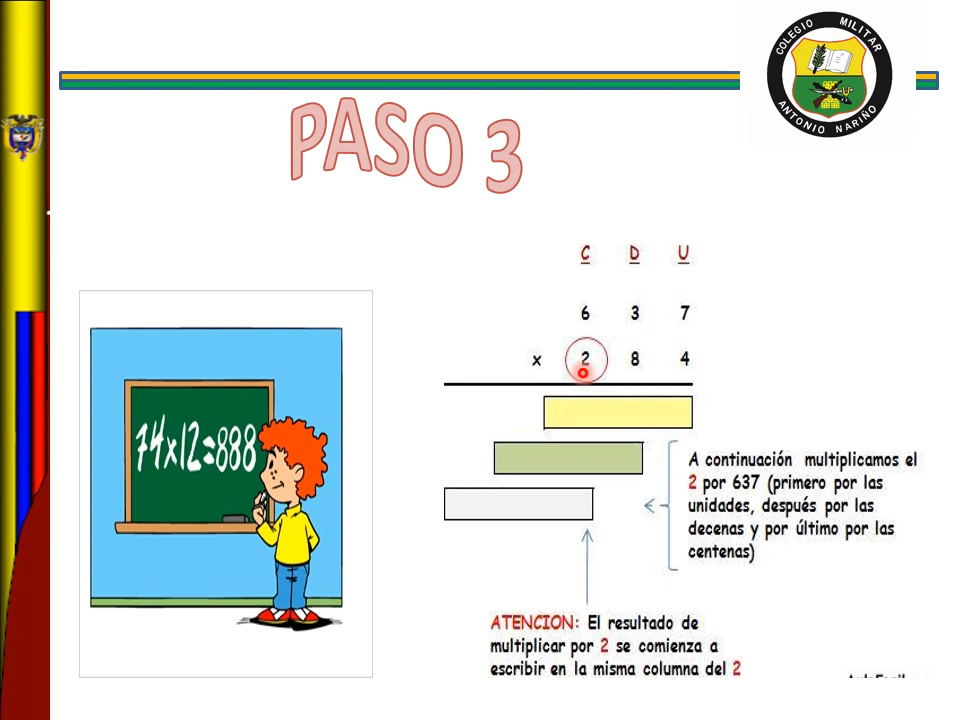 COLEGIO MILITAR
ANTONIO NARIÑO
PASO 3
C D U
6 3 7
x 2 8 4
74x12=888
A continuación multiplicamos el
2 por 637 (primero por las
unidades, después por las
decenas y por último por las
centenas)
ATENCION: El resultado de
multiplicar por 2 se comienza a
escribir en la misma columna del 2